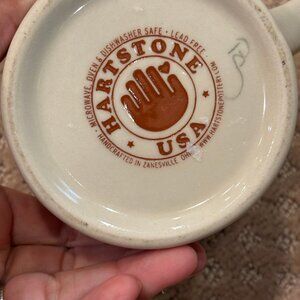 MICROWAVE, OVEN & DISHWASHER SAFE • LEAD FREE
HARTSTONE
USA
HANDCRAFTED IN ZANESVILLE OHIO
WWW.HARTSTONEPOTTERY.COM